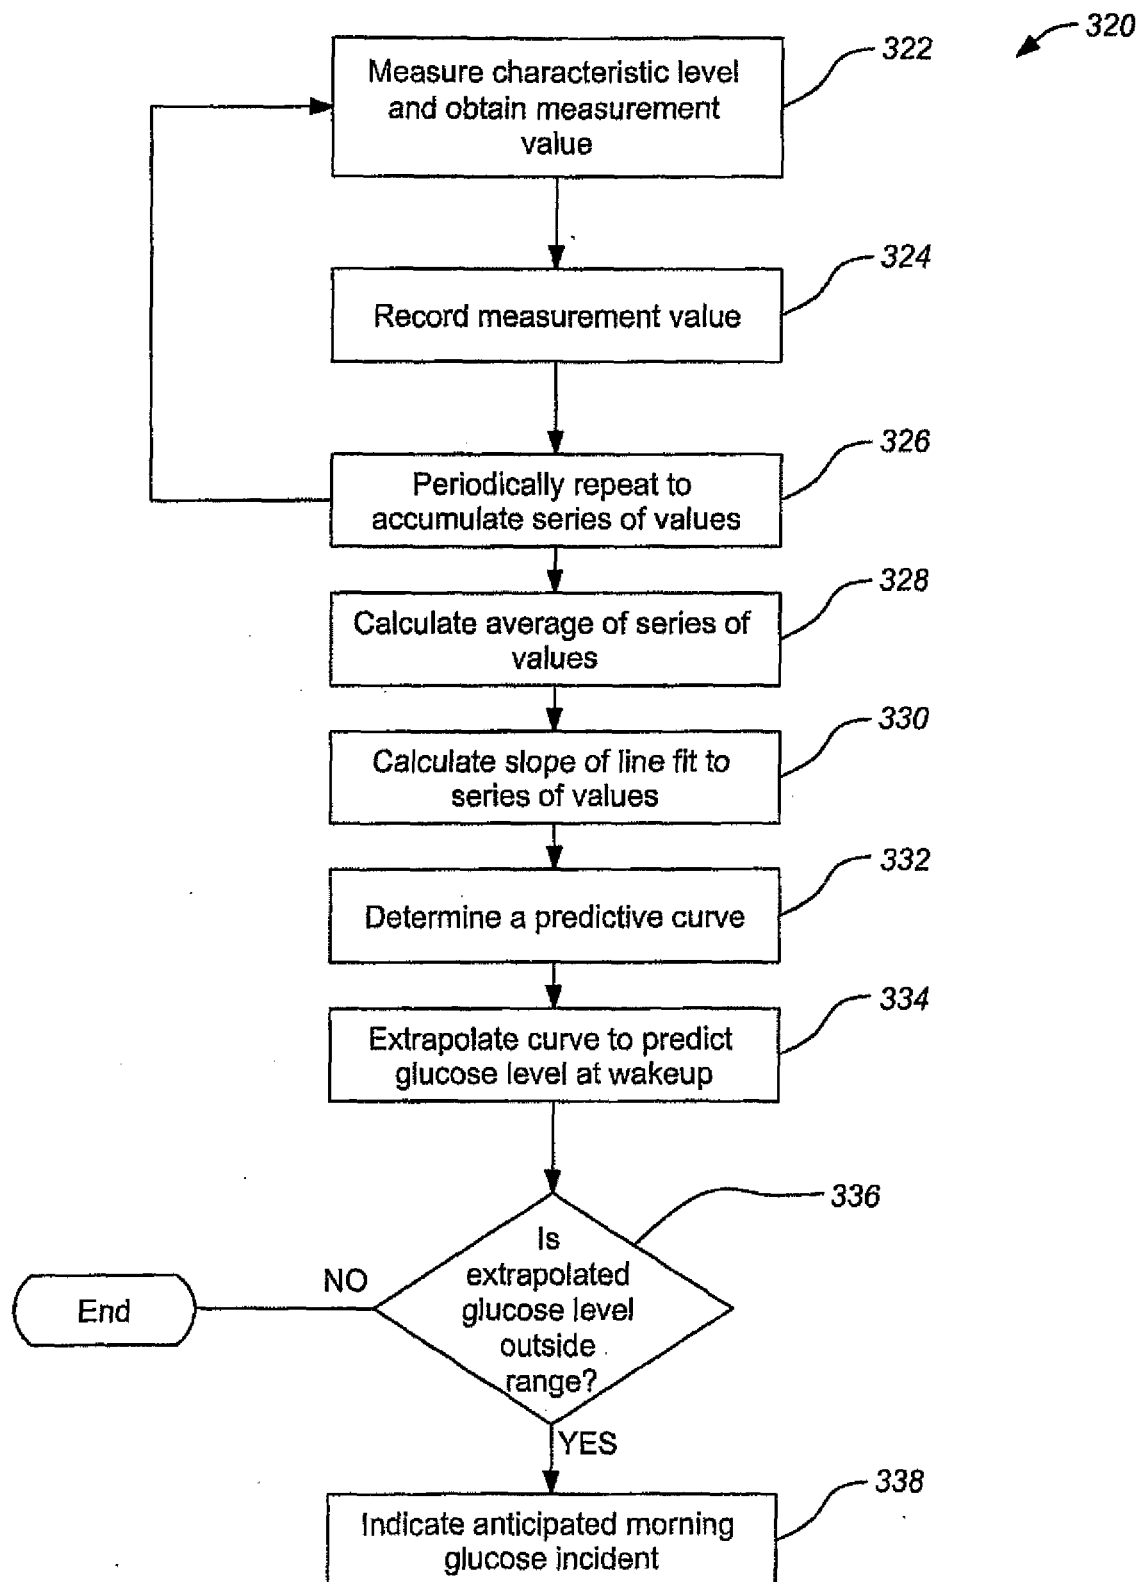 320
322
Measure characteristic level
and obtain measurement
value
324
Record measurement value
326
Periodically repeat to
accumulate series of values
328
Calculate average of series of
values
330
Calculate slope of line fit to
series of values
332
Determine a predictive curve
334
Extrapolate curve to predict
glucose level at wakeup
336
Is
extrapolated
glucose level
outside
range?
NO
End
YES
338
Indicate anticipated morning
glucose incident